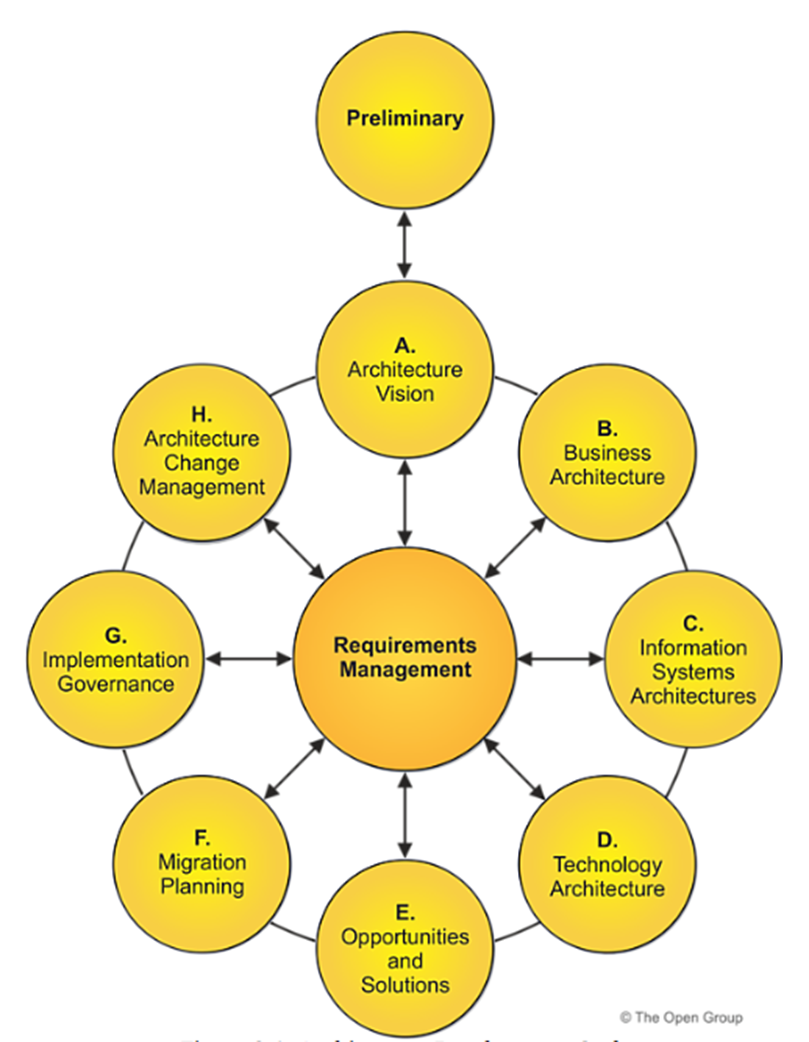 Preliminary
A.
Architecture
Vision
H.
Architecture
Change
Management
B.
Business
Architecture
G.
Implementation
Governance
Requirements
Management
C.
Information
Systems
Architectures
F.
Migration
Planning
D.
Technology
Architecture
E.
Opportunities
and
Solutions
© The Open Group